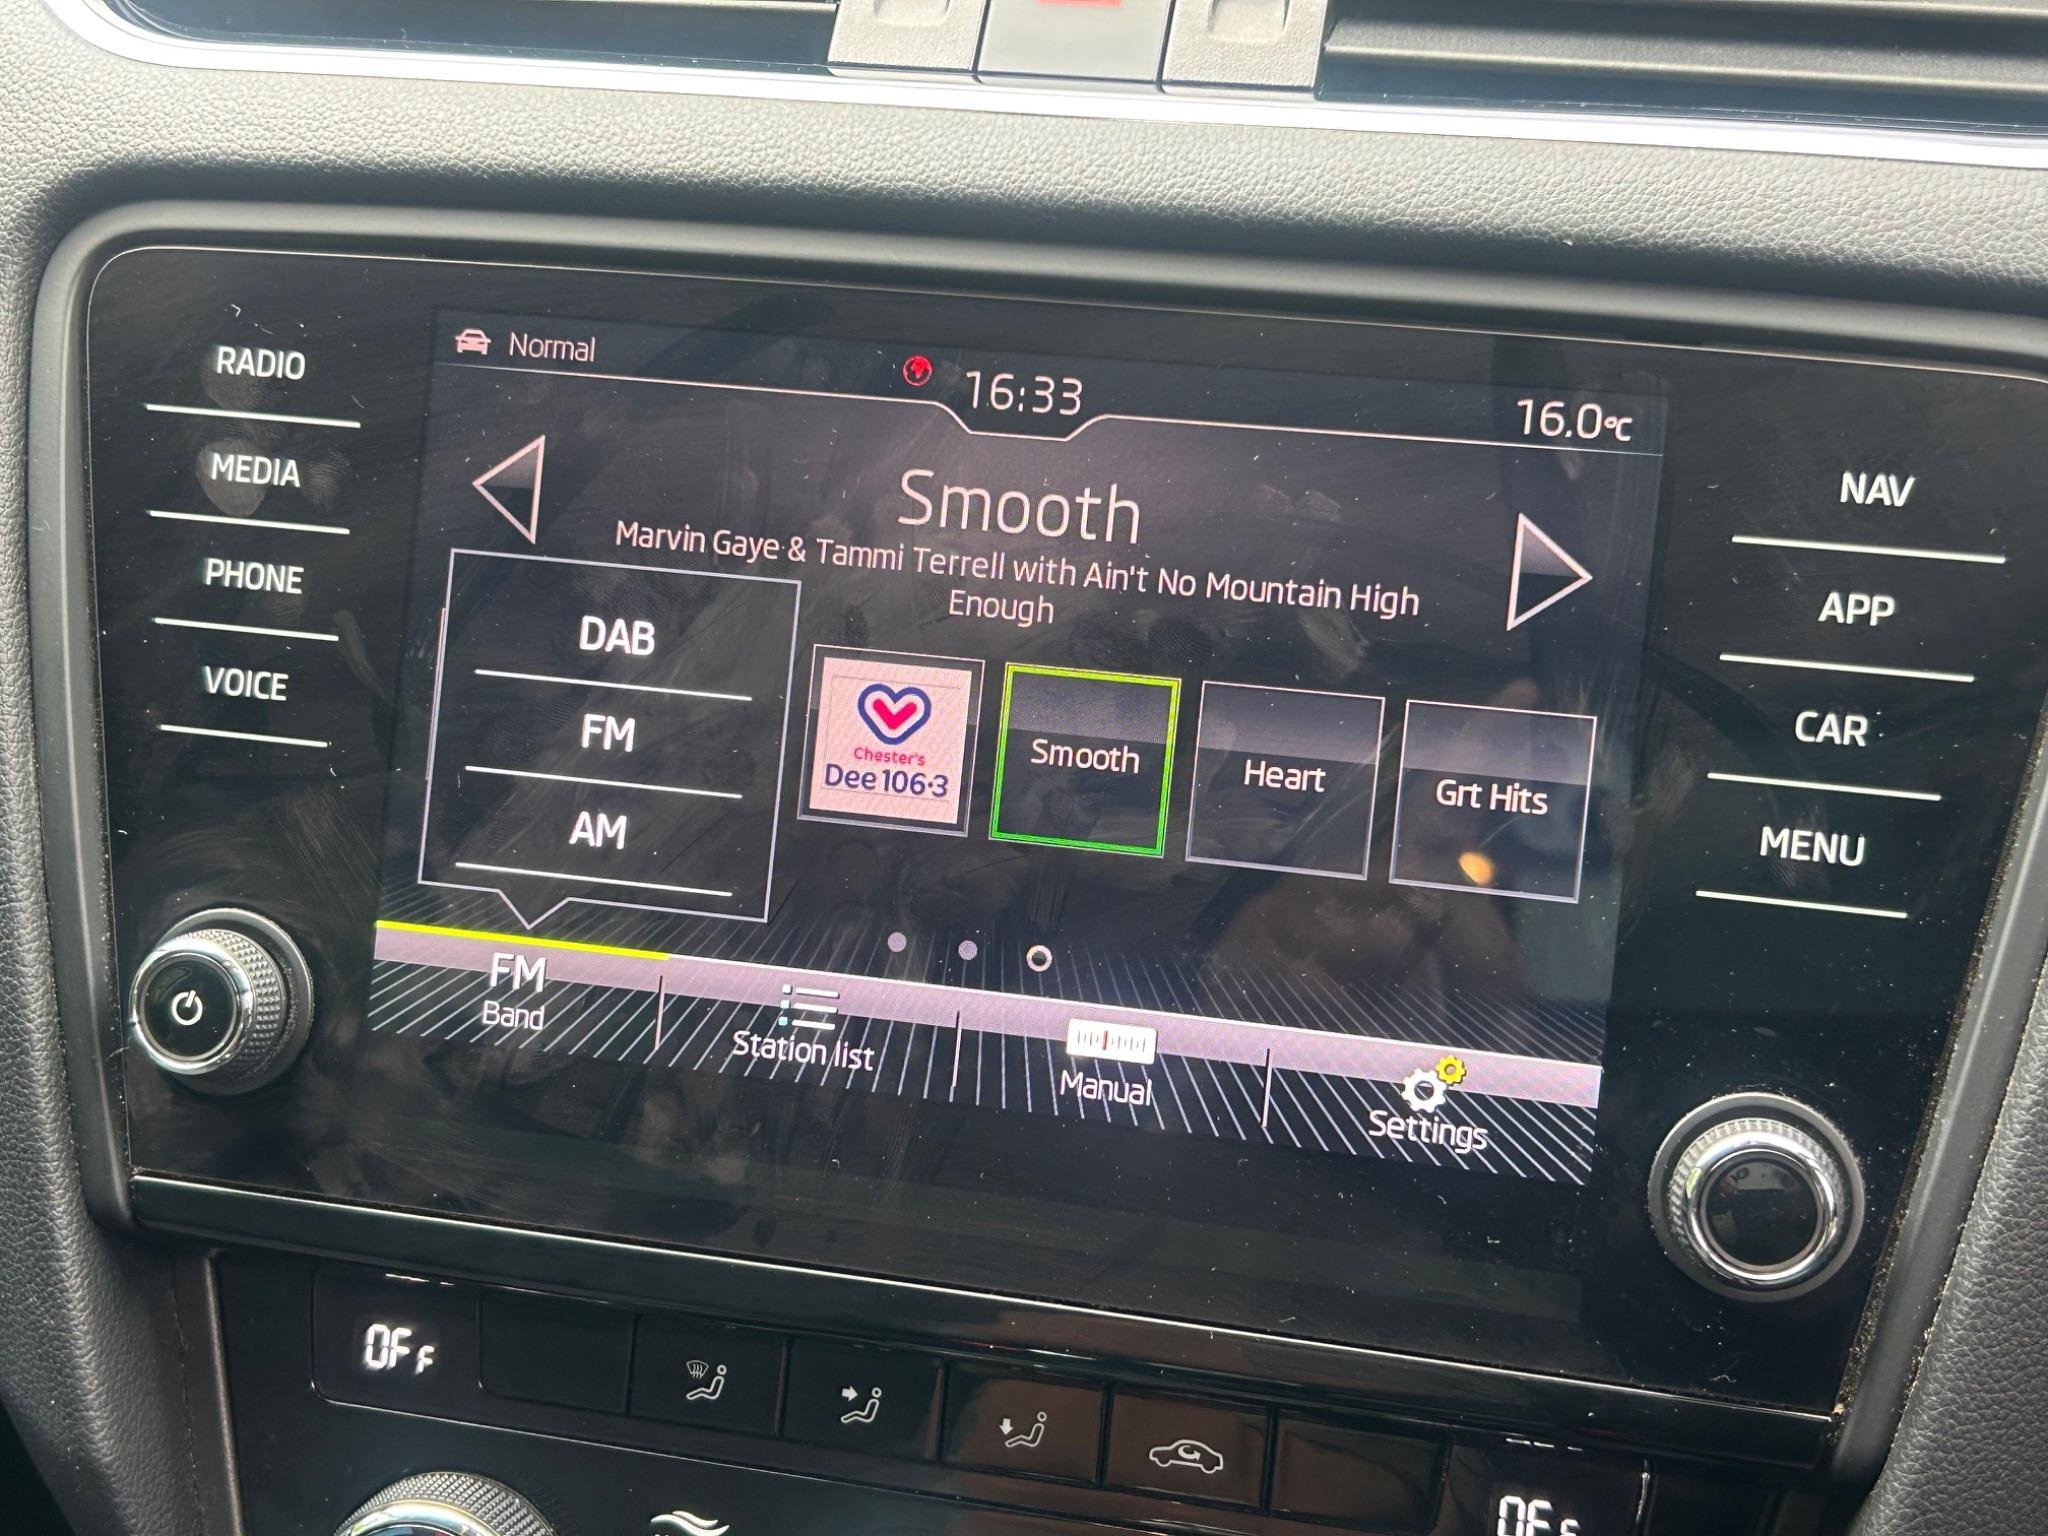 RADIO
MEDIA
PHONE
VOICE
Normal
16:33
16.0°C
Smooth
Marvin Gaye & Tammi Terrell with Ain't No Mountain High
Enough
DAB
FM
AM
Chester's
Dee 106·3
Smooth
Heart
Grt Hits
FM
Band
Station list
Manual
Settings
NAV
APP
CAR
MENU
OFF
OFF